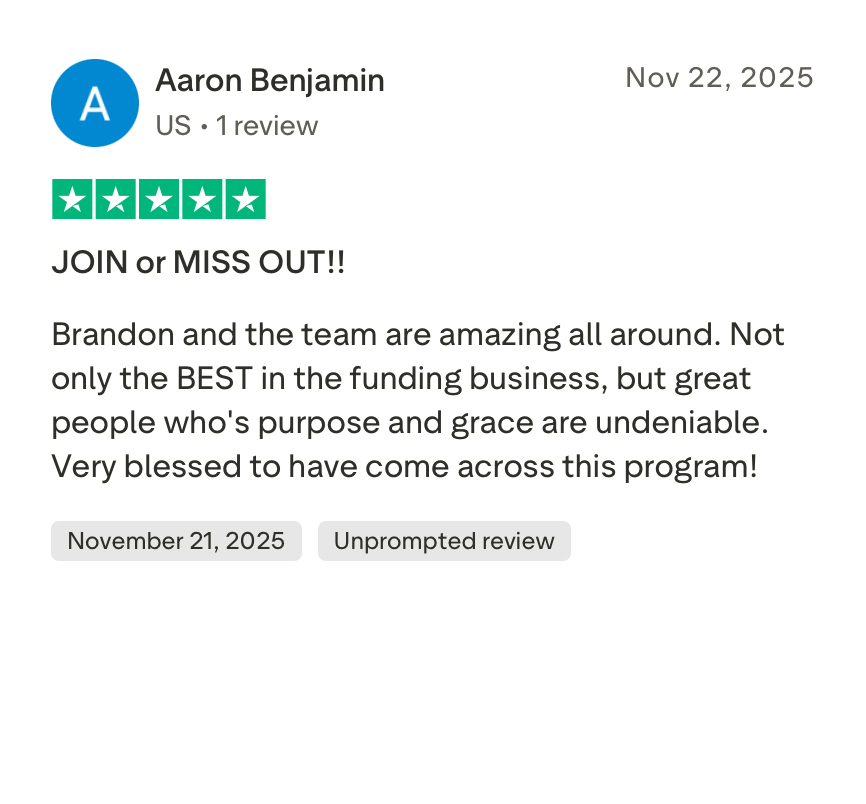 A
Aaron Benjamin
Nov 22, 2025
US • 1 review
JOIN or MISS OUT!!
Brandon and the team are amazing all around. Not
only the BEST in the funding business, but great
people who's purpose and grace are undeniable.
Very blessed to have come across this program!
November 21, 2025
Unprompted review